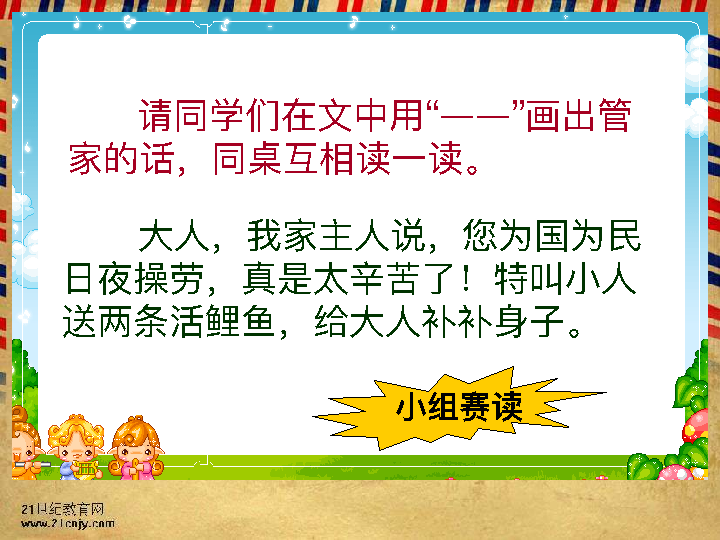 请同学们在文中用“——”画出管
家的话，同桌互相读一读。
大人，我家主人说，您为国为民
日夜操劳，真是太辛苦了！特叫小人
送两条活鲤鱼，给大人补补身子。
小组赛读
21世纪教育网
www.21cnjy.com